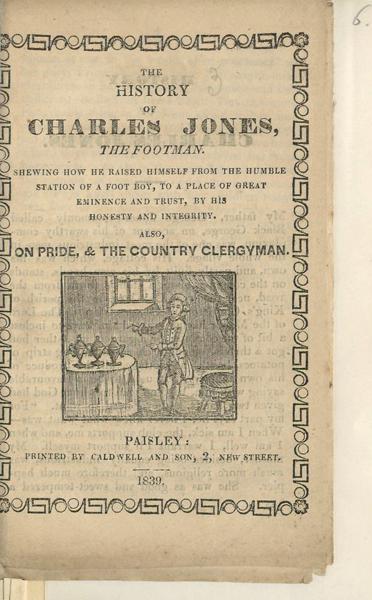 6.
3
THE
HISTORY
OF
CHARLES JONES,
THE FOOTMAN.
SHEWING HOW HE RAISED HIMSELF FROM THE HUMBLE
STATION OF A FOOT BOY, TO A PLACE OF GREAT
EMINENCE AND TRUST, BY HIS
HONESTY AND INTEGRITY.
ALSO,
ON PRIDE, & THE COUNTRY CLERGYMAN.
PAISLEY:
PRINTED BY CALDWELL AND SON, 2, NEW STREET.
1839.